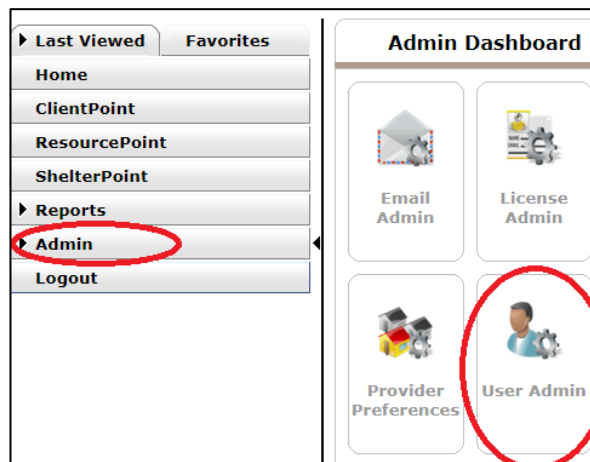 Last Viewed
Favorites
Home
ClientPoint
ResourcePoint
ShelterPoint
Reports
Admin
Logout
Admin Dashboard
Email
Admin
License
Admin
Provider
Preferences
User Admin